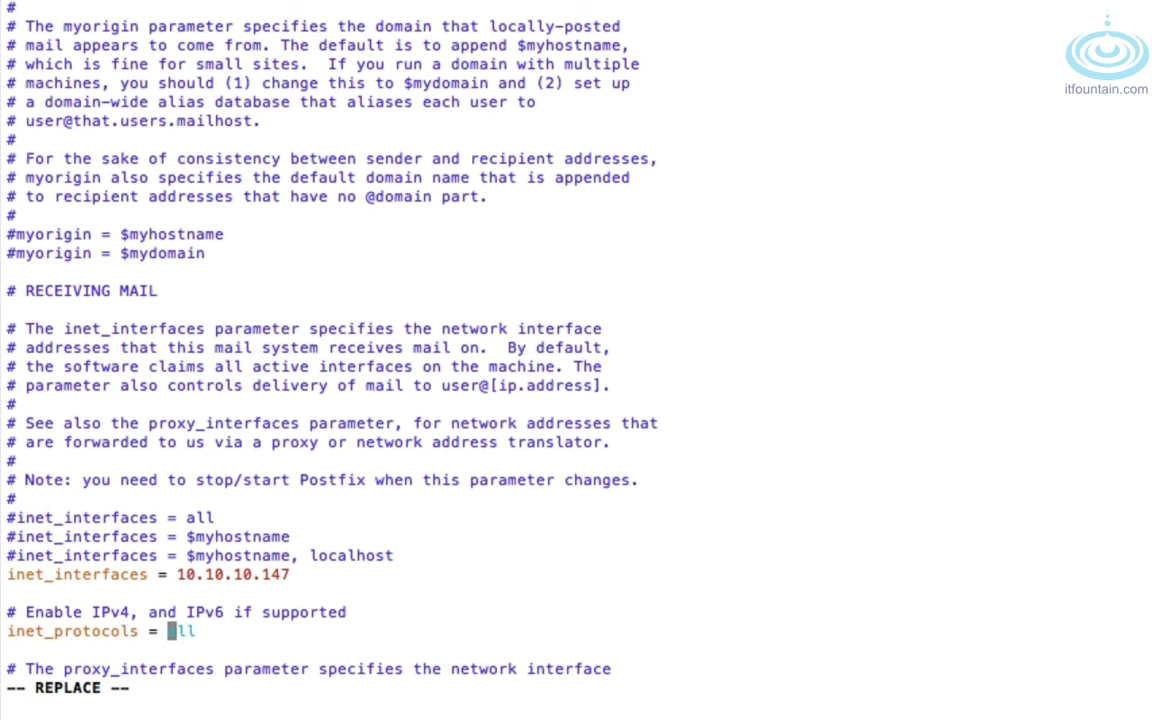 #
# The myorigin parameter specifies the domain that locally-posted
# mail appears to come from. The default is to append $myhostname,
# which is fine for small sites.  If you run a domain with multiple
# machines, you should (1) change this to $mydomain and (2) set up
# a domain-wide alias database that aliases each user to
# user@that.users.mailhost.
#
# For the sake of consistency between sender and recipient addresses,
# myorigin also specifies the default domain name that is appended
# to recipient addresses that have no @domain part.
#
#myorigin = $myhostname
#myorigin = $mydomain
# RECEIVING MAIL
# The inet_interfaces parameter specifies the network interface
# addresses that this mail system receives mail on.  By default,
# the software claims all active interfaces on the machine. The
# parameter also controls delivery of mail to user@[ip.address].
#
# See also the proxy_interfaces parameter, for network addresses that
# are forwarded to us via a proxy or network address translator.
#
# Note: you need to stop/start Postfix when this parameter changes.
#
#inet_interfaces = all
#inet_interfaces = $myhostname
#inet_interfaces = $myhostname, localhost
inet_interfaces = 10.10.10.147
# Enable IPv4, and IPv6 if supported
inet_protocols = all
# The proxy_interfaces parameter specifies the network interface
-- REPLACE --
itfountain.com